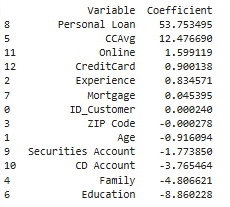 Variable Coefficient
8 Personal Loan 53.753495
5 CCAvg 12.476690
11 Online 1.599119
12 CreditCard 0.900138
2 Experience 0.834571
7 Mortgage 0.045395
0 ID_Customer 0.000240
3 ZIP Code -0.000278
1 Age -0.916094
9 Securities Account -1.773850
10 CD Account -3.765464
4 Family -4.806621
6 Education -8.860228